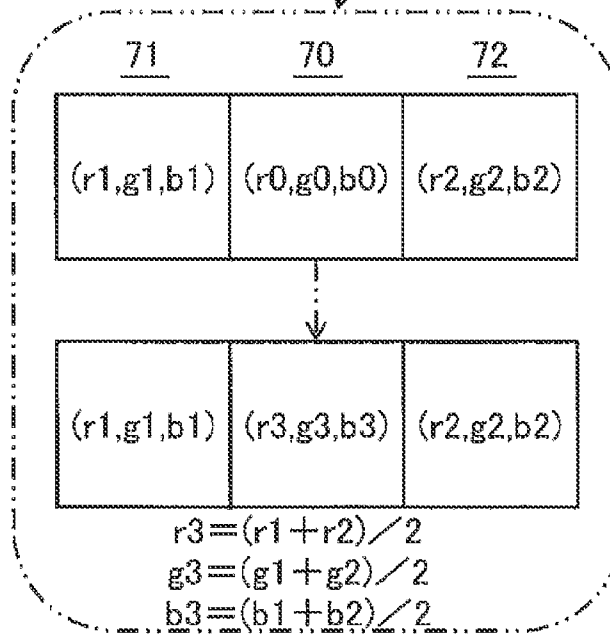 71 70 72
(r1,g1,b1) (r0,g0,b0) (r2,g2,b2)
(r1,g1,b1) (r3,g3,b3) (r2,g2,b2)
r3=(r1+r2)/2
g3=(g1+g2)/2
b3=(b1+b2)/2